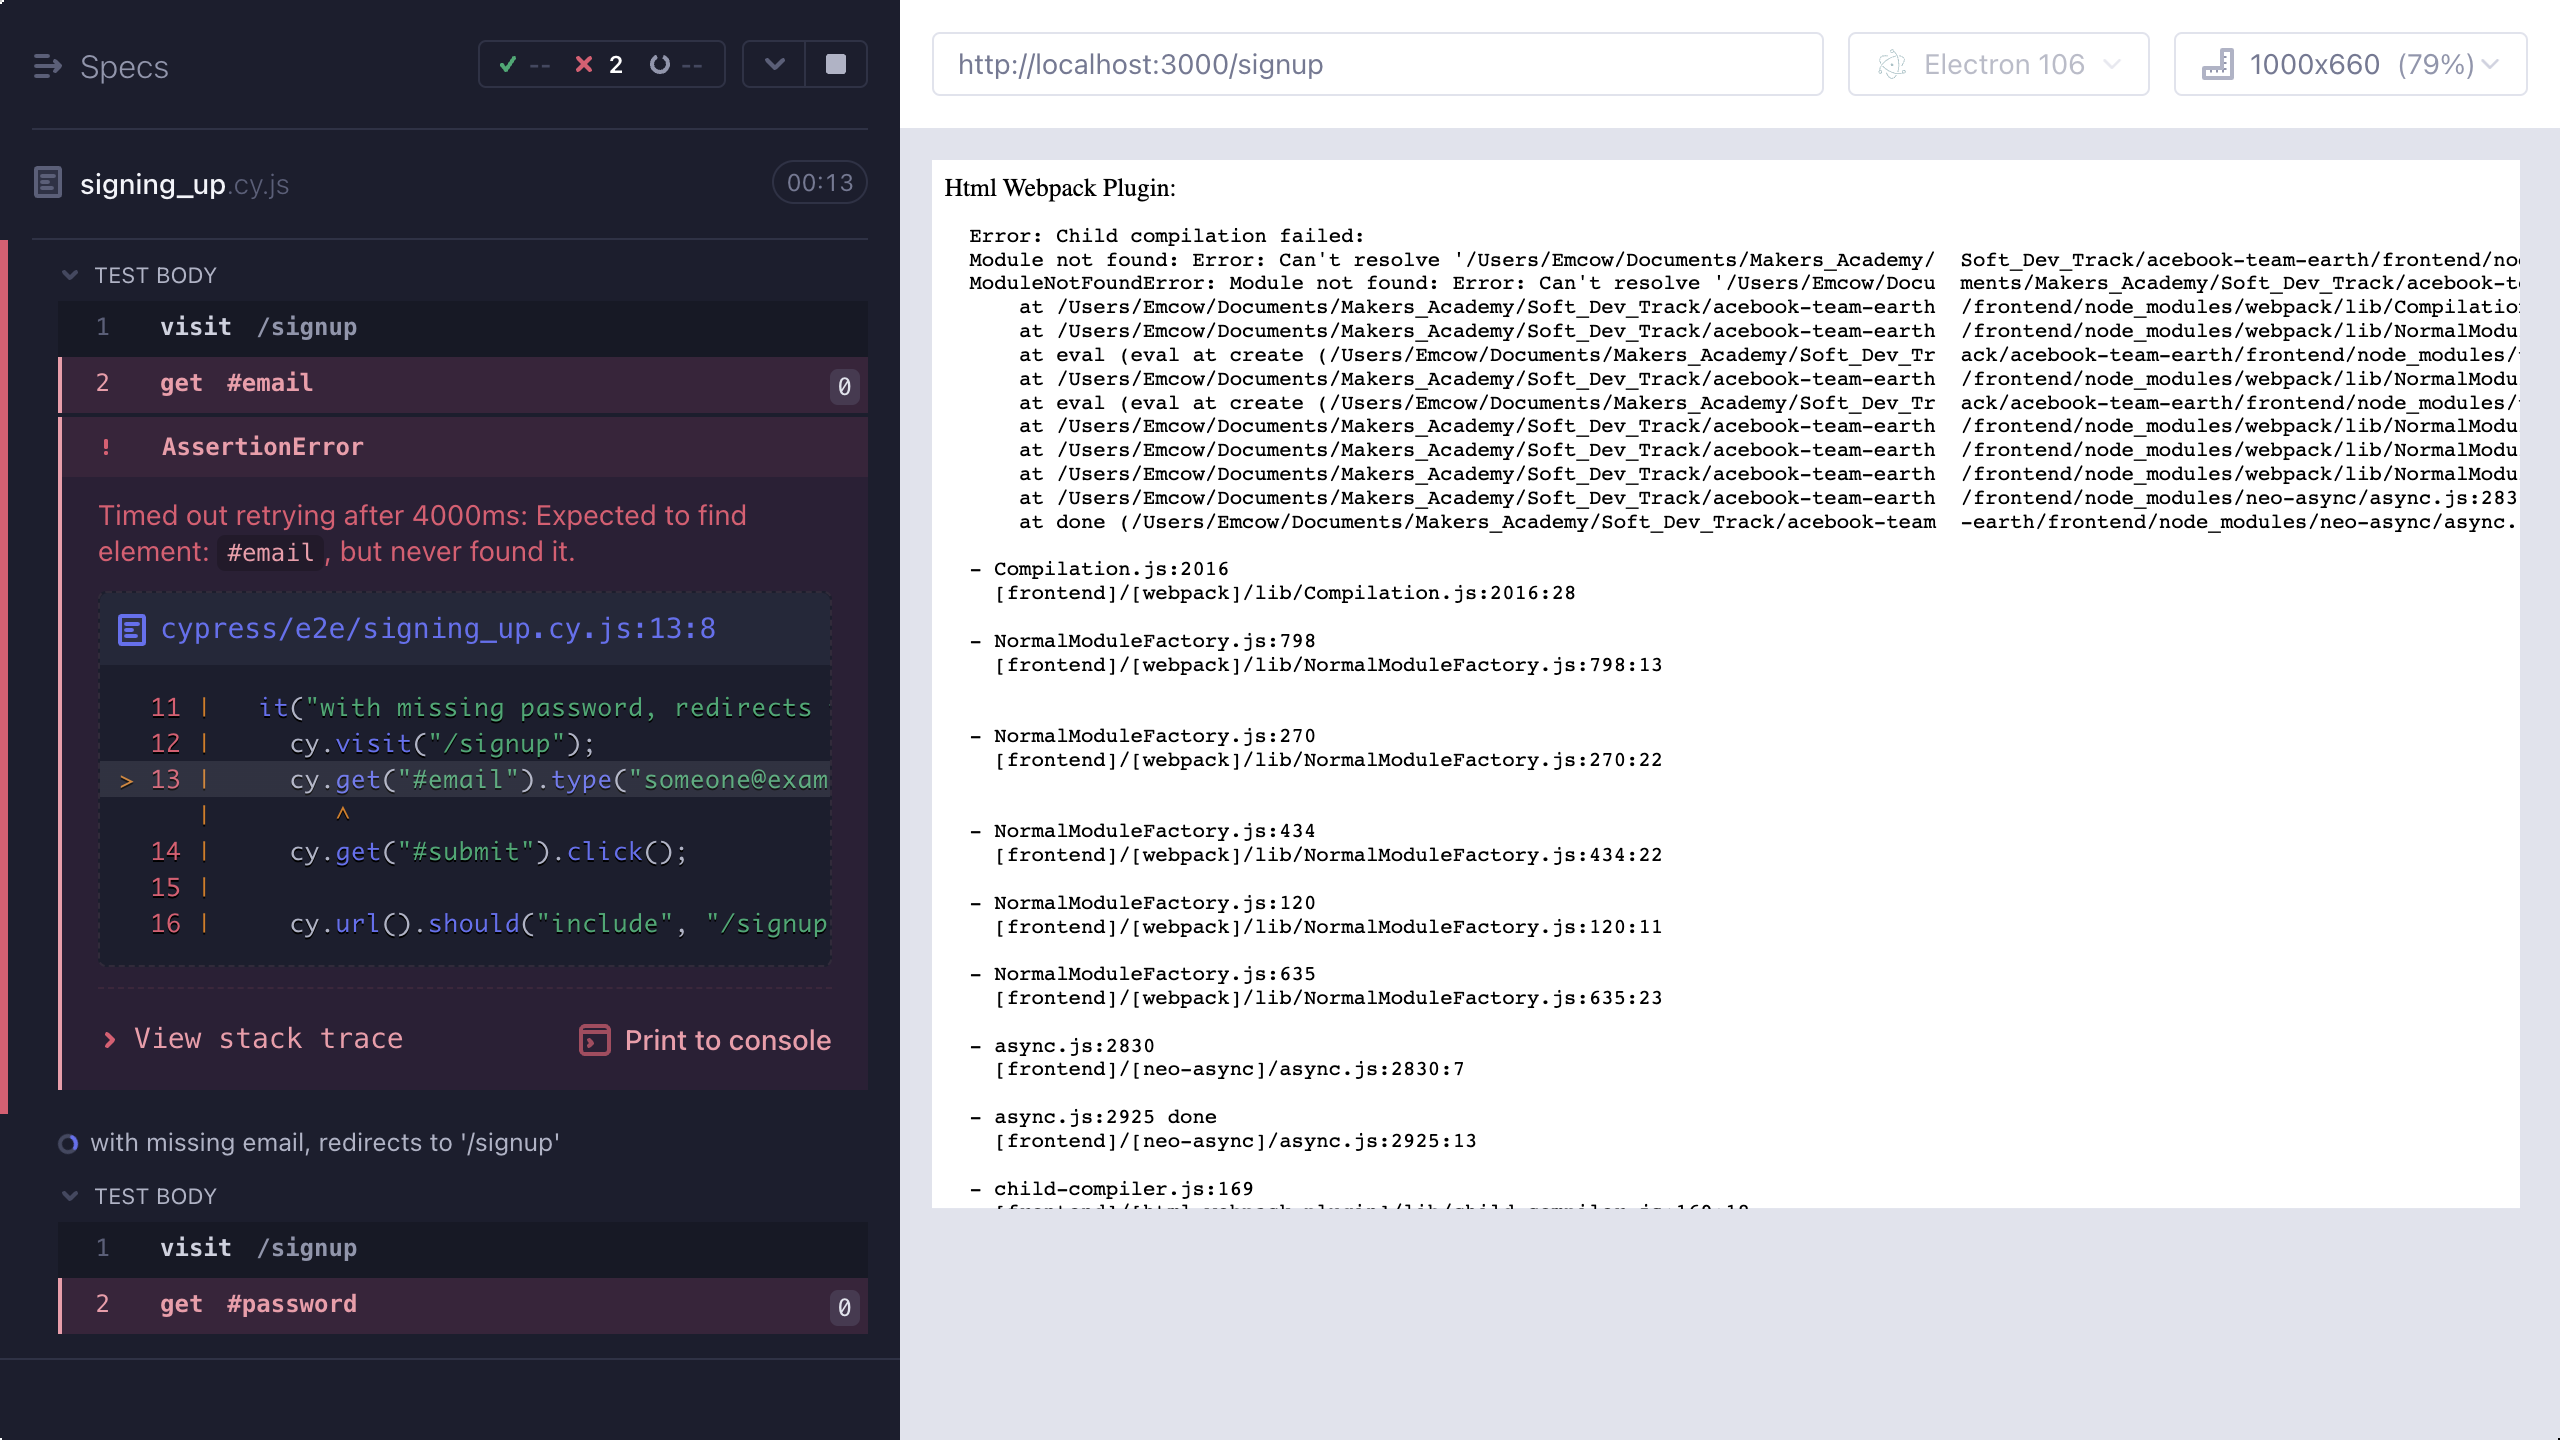 Specs
-- 2 --
signing_up.cy.js
00:13
TEST BODY
1 visit /signup
2 get #email 0
! AssertionError
Timed out retrying after 4000ms: Expected to find
element: #email , but never found it.
cypress/e2e/signing_up.cy.js:13:8
11 | it("with missing password, redirects
12 | cy.visit("/signup");
> 13 | cy.get("#email").type("someone@exam
| ^
14 | cy.get("#submit").click();
15 |
16 | cy.url().should("include", "/signup
View stack trace
Print to console
with missing email, redirects to '/signup'
TEST BODY
1 visit /signup
2 get #password 0
http://localhost:3000/signup
Electron 106
1000x660 (79%)
Html Webpack Plugin:
Error: Child compilation failed:
Module not found: Error: Can't resolve '/Users/Emcow/Documents/Makers_Academy/ Soft_Dev_Track/acebook-team-earth/frontend/no
ModuleNotFoundError: Module not found: Error: Can't resolve '/Users/Emcow/Docu ments/Makers_Academy/Soft_Dev_Track/acebook-t
at /Users/Emcow/Documents/Makers_Academy/Soft_Dev_Track/acebook-team-earth /frontend/node_modules/webpack/lib/Compilatio
at /Users/Emcow/Documents/Makers_Academy/Soft_Dev_Track/acebook-team-earth /frontend/node_modules/webpack/lib/NormalModu
at eval (eval at create (/Users/Emcow/Documents/Makers_Academy/Soft_Dev_Tr ack/acebook-team-earth/frontend/node_modules/
at /Users/Emcow/Documents/Makers_Academy/Soft_Dev_Track/acebook-team-earth /frontend/node_modules/webpack/lib/NormalModu
at eval (eval at create (/Users/Emcow/Documents/Makers_Academy/Soft_Dev_Tr ack/acebook-team-earth/frontend/node_modules/
at /Users/Emcow/Documents/Makers_Academy/Soft_Dev_Track/acebook-team-earth /frontend/node_modules/webpack/lib/NormalModu
at /Users/Emcow/Documents/Makers_Academy/Soft_Dev_Track/acebook-team-earth /frontend/node_modules/webpack/lib/NormalModu
at /Users/Emcow/Documents/Makers_Academy/Soft_Dev_Track/acebook-team-earth /frontend/node_modules/webpack/lib/NormalModu
at /Users/Emcow/Documents/Makers_Academy/Soft_Dev_Track/acebook-team-earth /frontend/node_modules/neo-async/async.js:283
at done (/Users/Emcow/Documents/Makers_Academy/Soft_Dev_Track/acebook-team -earth/frontend/node_modules/neo-async/async.
- Compilation.js:2016
[frontend]/[webpack]/lib/Compilation.js:2016:28
- NormalModuleFactory.js:798
[frontend]/[webpack]/lib/NormalModuleFactory.js:798:13
- NormalModuleFactory.js:270
[frontend]/[webpack]/lib/NormalModuleFactory.js:270:22
- NormalModuleFactory.js:434
[frontend]/[webpack]/lib/NormalModuleFactory.js:434:22
- NormalModuleFactory.js:120
[frontend]/[webpack]/lib/NormalModuleFactory.js:120:11
- NormalModuleFactory.js:635
[frontend]/[webpack]/lib/NormalModuleFactory.js:635:23
- async.js:2830
[frontend]/[neo-async]/async.js:2830:7
- async.js:2925 done
[frontend]/[neo-async]/async.js:2925:13
- child-compiler.js:169